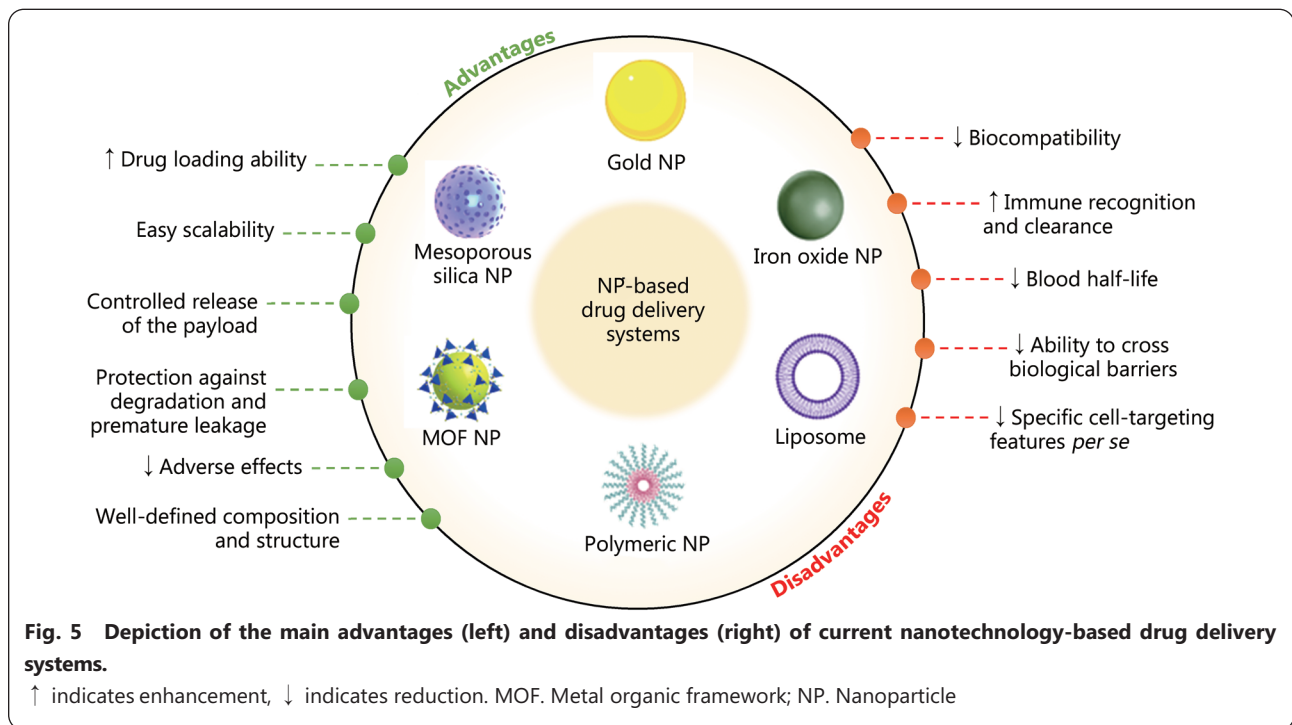 Advantages
↑ Drug loading ability
Easy scalability
Controlled release
of the payload
Protection against
degradation and
premature leakage
↓ Adverse effects
Well-defined composition
and structure
Gold NP
Mesoporous
silica NP
Iron oxide NP
NP-based
drug delivery
systems
MOF NP
Liposome
Polymeric NP
↓ Biocompatibility
↑ Immune recognition
and clearance
↓ Blood half-life
↓ Ability to cross
biological barriers
↓ Specific cell-targeting
features per se
Disadvantages
Fig. 5 Depiction of the main advantages (left) and disadvantages (right) of current nanotechnology-based drug delivery
systems.
↑ indicates enhancement, ↓ indicates reduction. MOF. Metal organic framework; NP. Nanoparticle